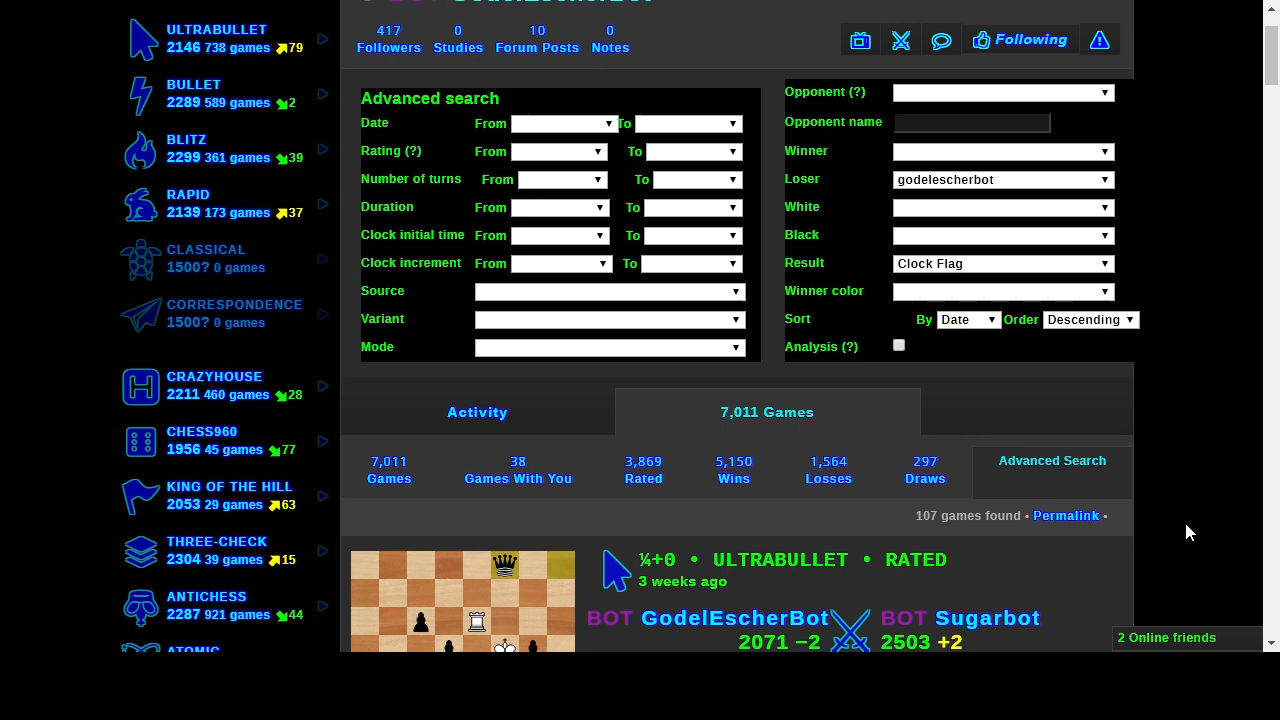 BOT GodelEscherBot
417 0 10 0
Followers Studies Forum Posts Notes
Following
ULTRABULLET
2146 738 games 79
BULLET
2289 589 games 2
BLITZ
2299 361 games 39
RAPID
2139 173 games 37
CLASSICAL
1500? 0 games
CORRESPONDENCE
1500? 0 games
CRAZYHOUSE
2211 460 games 28
CHESS960
1956 45 games 77
KING OF THE HILL
2053 29 games 63
THREE-CHECK
2304 39 games 15
ANTICHESS
2287 921 games 44
ATOMIC
Advanced search
Date From To
Rating (?) From To
Number of turns From To
Duration From To
Clock initial time From To
Clock increment From To
Source
Variant
Mode
Opponent (?)
Opponent name
Winner
Loser godelescherbot
White
Black
Result Clock Flag
Winner color
Sort By Date Order Descending
Analysis (?)
Activity 7,011 Games
7,011 38 3,869 5,150 1,564 297 Advanced Search
Games Games With You Rated Wins Losses Draws
107 games found • Permalink •
¼+0 • ULTRABULLET • RATED
3 weeks ago
BOT GodelEscherBot BOT Sugarbot
2071 −2 2503 +2
2 Online friends